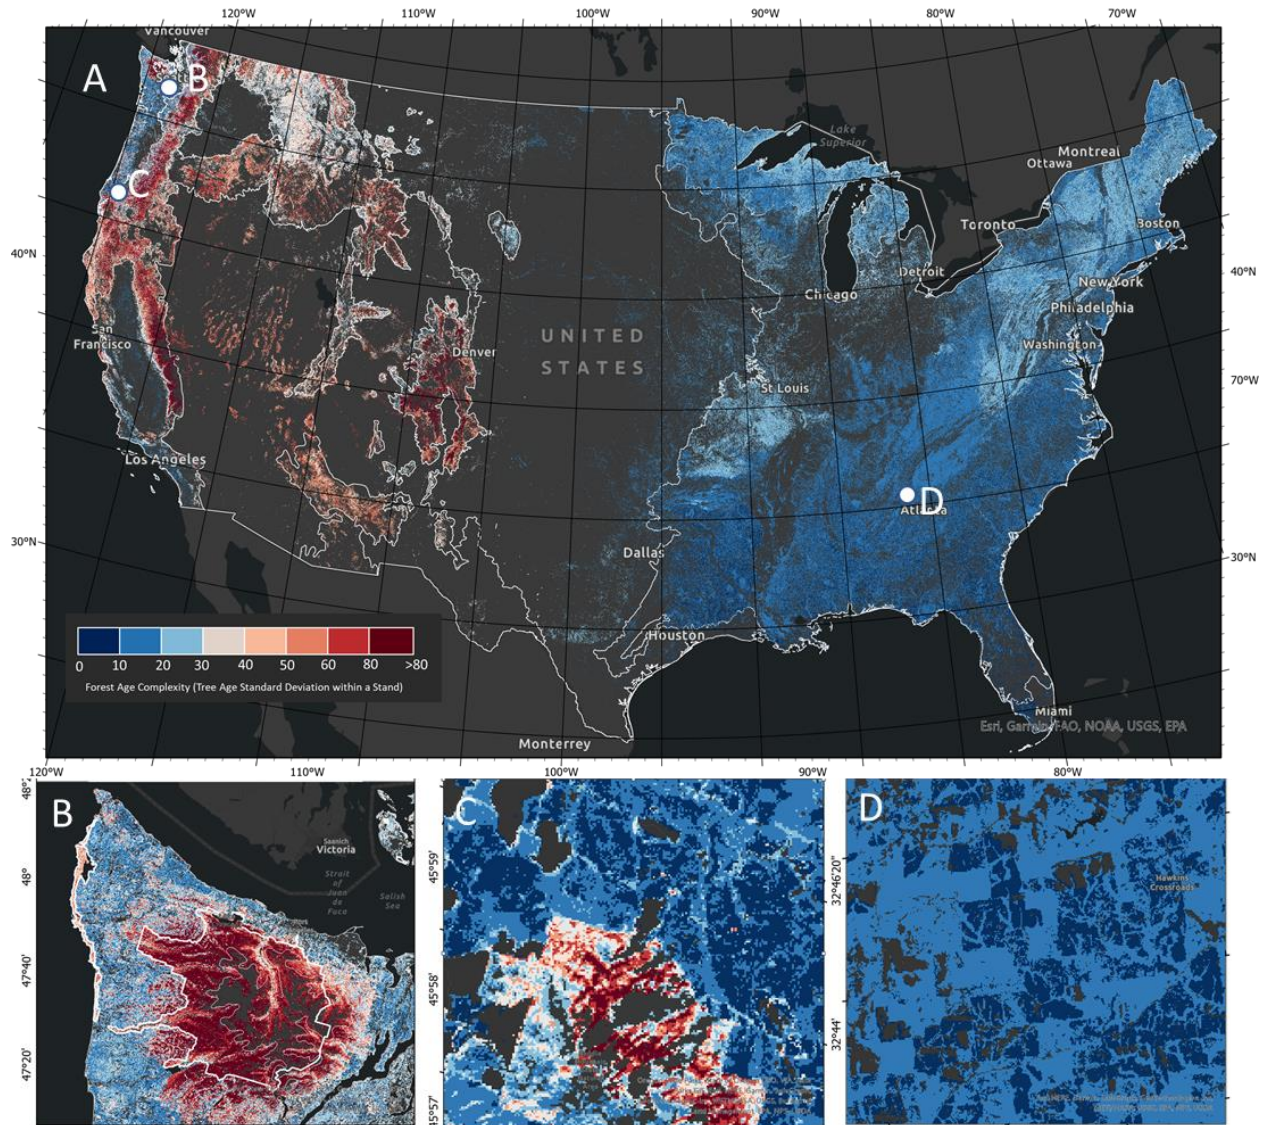 120°W 110°W 100°W 90°W 80°W 70°W
Vancouver
A
B
C
Lake
Superior
Montreal
Ottawa
Toronto
Boston
40°N
Detroit
40°N
New York
Chicago
Philadelphia
UNITED
STATES
San
Francisco
Denver
Washington
St Louis
70°W
Los Angeles
D
Atlanta
30°N
Dallas
30°N
Houston
0 10 20 30 40 50 60 80 >80
Forest Age Complexity (Tree Age Standard Deviation within a Stand)
Miami
Esri, Garmin, FAO, NOAA, USGS, EPA
Monterrey
120°W 110°W 100°W 90°W 80°W
B
Saanich
Victoria
Strait
of
Juan
de
Fuca
Salish
Sea
48°
47°40'
47°20'
C
45°59'
45°58'
45°57'
D
Hawkins
Crossroads
32°46'20"
32°44'